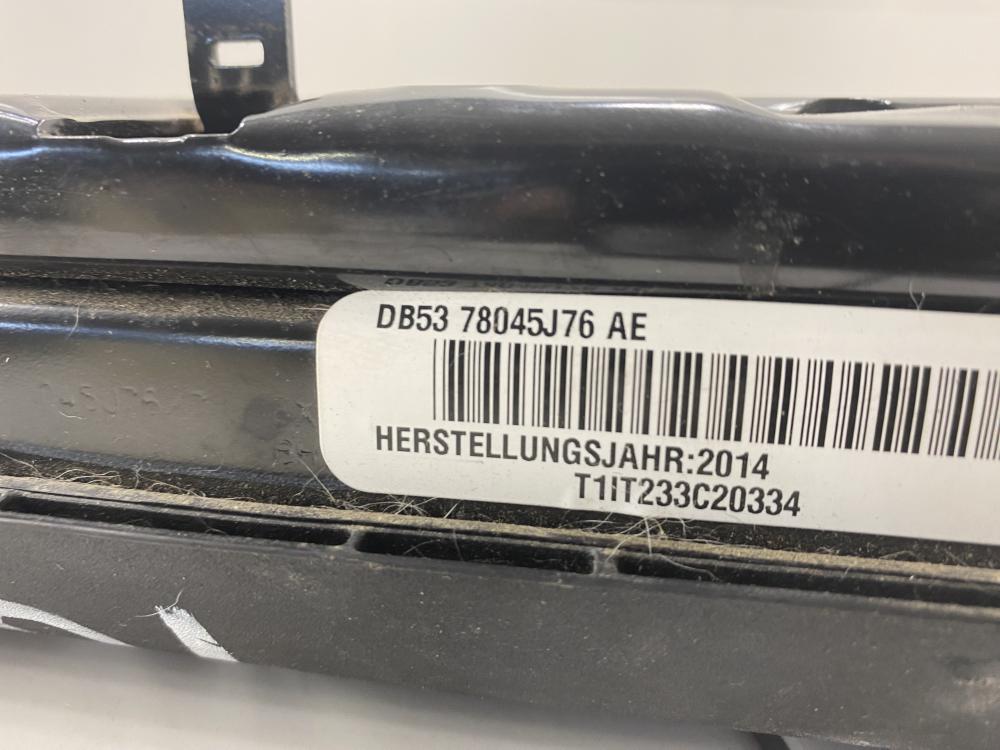 DB53 78045J76 AE
HERSTELLUNGSJAHR:2014
T1IT233C20334